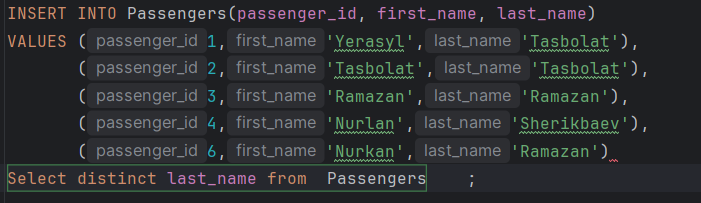 INSERT INTO Passengers(passenger_id, first_name, last_name)
VALUES ( passenger_id 1, first_name 'Yerasyl', last_name 'Tasbolat'),
( passenger_id 2, first_name 'Tasbolat', last_name 'Tasbolat'),
( passenger_id 3, first_name 'Ramazan', last_name 'Ramazan'),
( passenger_id 4, first_name 'Nurlan', last_name 'Sherikbaev'),
( passenger_id 6, first_name 'Nurkan', last_name 'Ramazan')
Select distinct last_name from  Passengers    ;